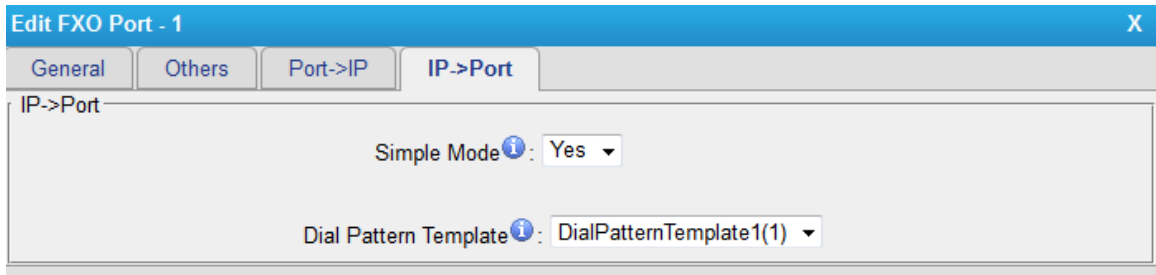 Edit FXO Port - 1 X
General Others Port->IP IP->Port
IP->Port
Simple Mode i : Yes
Dial Pattern Template i : DialPatternTemplate1(1)